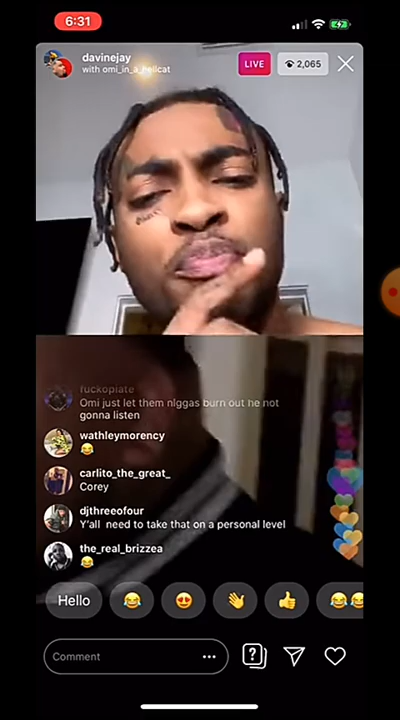 6:31
davinejay
with omi_in_a_hellcat
LIVE
2,065
fuckopiate
Omi just let them nIggas burn out he not
gonna listen
wathleymorency
😂
carlito_the_great_
Corey
djthreeofour
Y'all need to take that on a personal level
the_real_brizzea
😂
Hello 😂 😍 👋 👍 😂😂
Comment